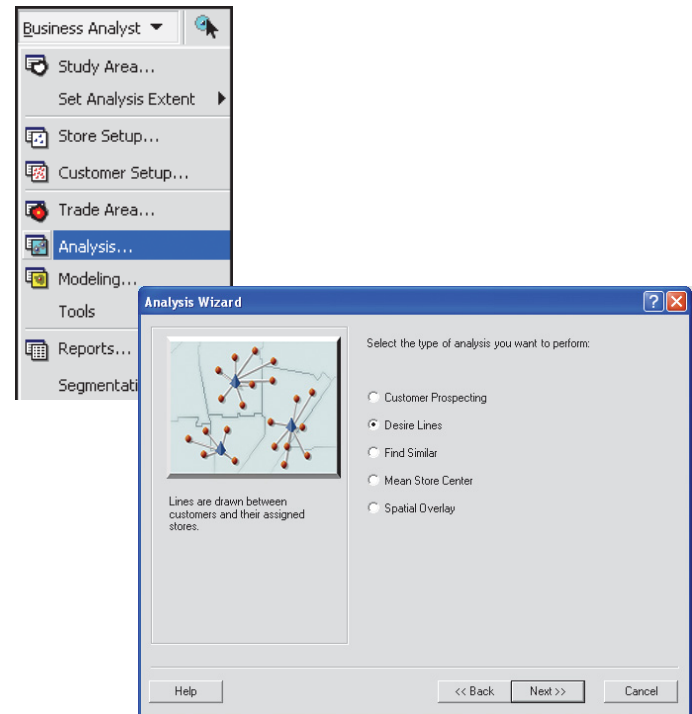 Business Analyst
Study Area...
Set Analysis Extent
Store Setup...
Customer Setup...
Trade Area...
Analysis...
Modeling...
Tools
Reports...
Segmentati
Analysis Wizard
Select the type of analysis you want to perform:
Customer Prospecting
Desire Lines
Find Similar
Mean Store Center
Spatial Overlay
Lines are drawn between
customers and their assigned
stores.
Help
<< Back
Next >>
Cancel